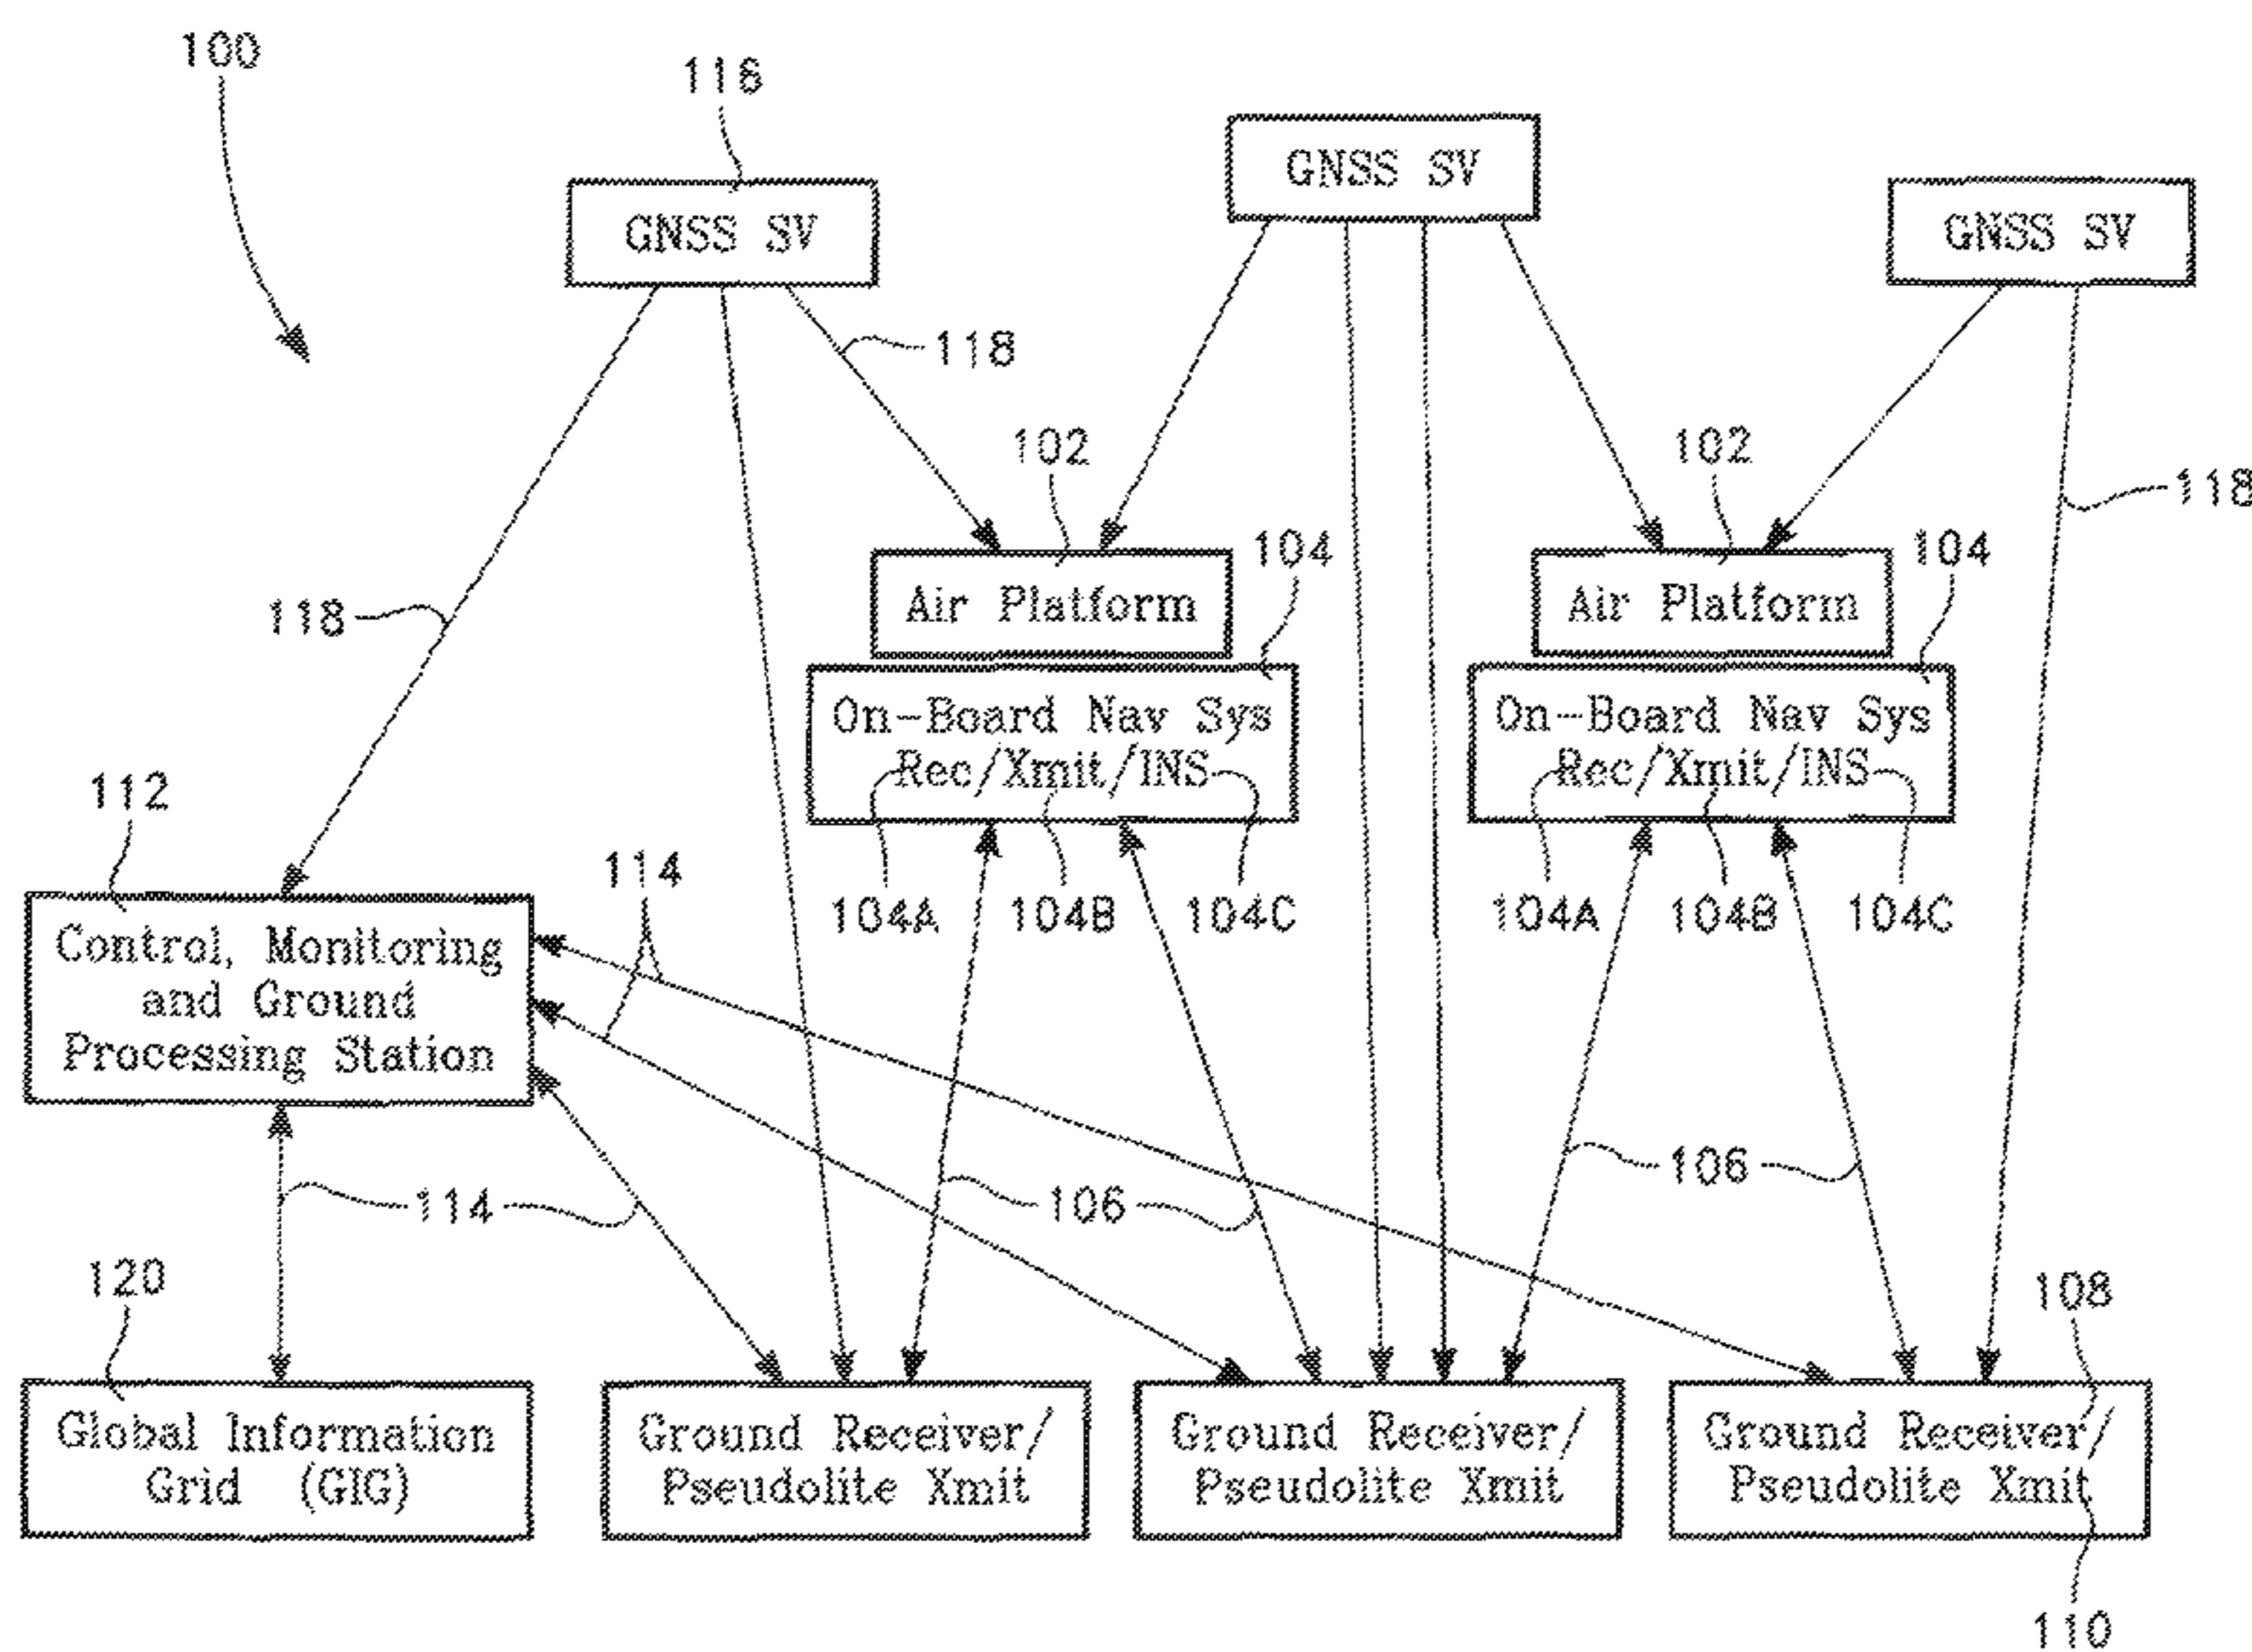 100
116
GNSS SV
GNSS SV
GNSS SV
118
118
118
102
102
104
104
Air Platform
Air Platform
On-Board Nav Sys
Rec/Xmit/INS
On-Board Nav Sys
Rec/Xmit/INS
104A
104B
104C
104A
104B
104C
112
114
Control, Monitoring
and Ground
Processing Station
114
106
106
120
108
Global Information
Grid (GIG)
Ground Receiver/
Pseudolite Xmit
Ground Receiver/
Pseudolite Xmit
Ground Receiver/
Pseudolite Xmit
110